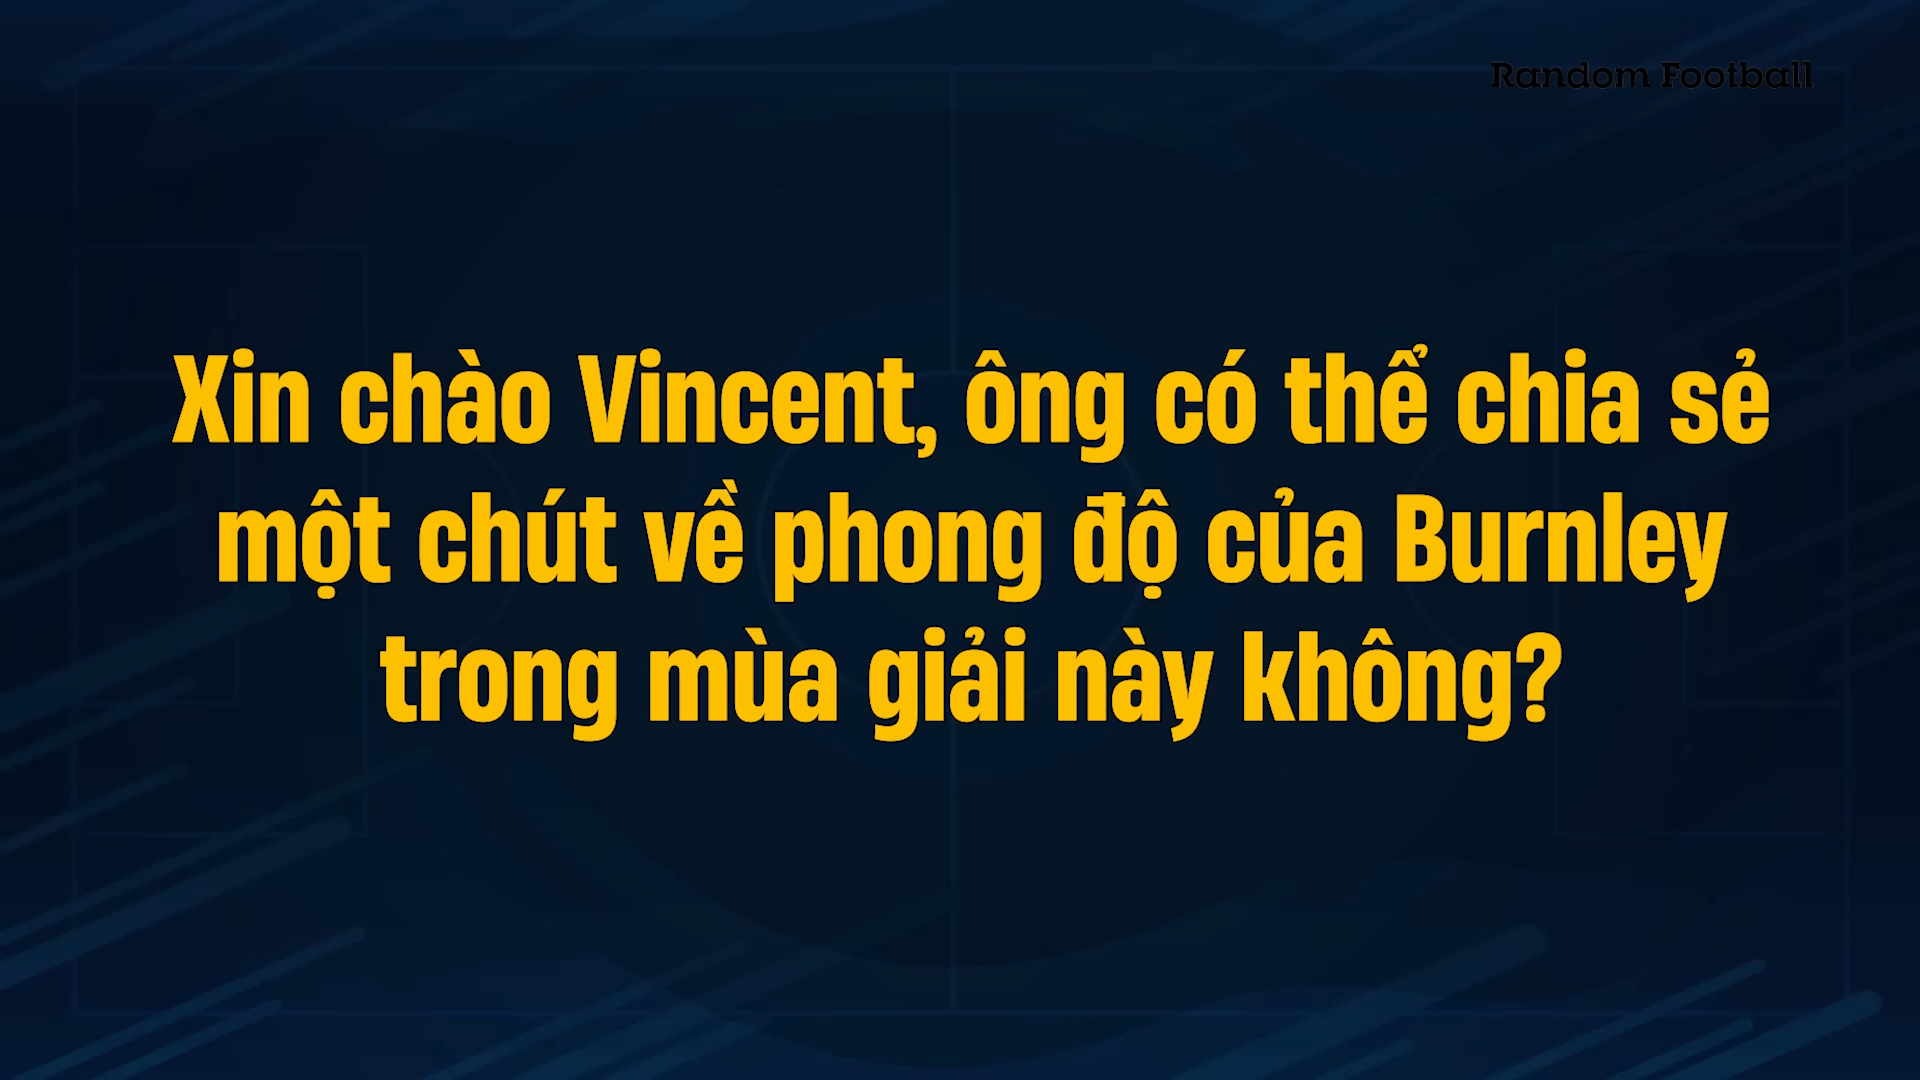 Random Football
Xin chào Vincent, ông có thể chia sẻ
một chút về phong độ của Burnley
trong mùa giải này không?